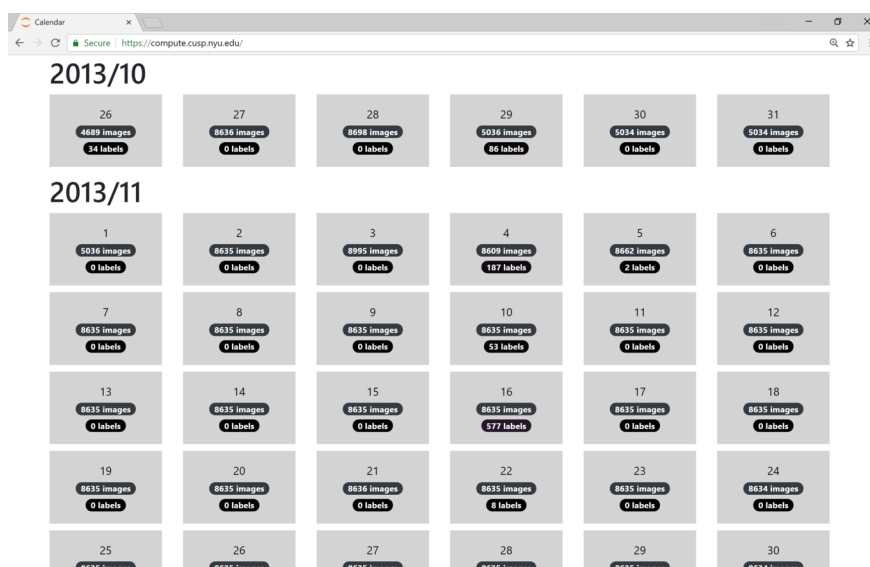 Calendar
Secure https://compute.cusp.nyu.edu/
2013/10
26 27 28 29 30 31
4689 images 8636 images 8698 images 5036 images 5034 images 5034 images
34 labels 0 labels 0 labels 86 labels 0 labels 0 labels
2013/11
1 2 3 4 5 6
5036 images 8635 images 8995 images 8609 images 8662 images 8635 images
0 labels 0 labels 0 labels 187 labels 2 labels 0 labels
7 8 9 10 11 12
8635 images 8635 images 8635 images 8635 images 8635 images 8635 images
0 labels 0 labels 0 labels 53 labels 0 labels 0 labels
13 14 15 16 17 18
8635 images 8635 images 8635 images 8635 images 8635 images 8635 images
0 labels 0 labels 0 labels 577 labels 0 labels 0 labels
19 20 21 22 23 24
8635 images 8635 images 8636 images 8635 images 8635 images 8634 images
0 labels 0 labels 0 labels 8 labels 0 labels 0 labels
25 26 27 28 29 30